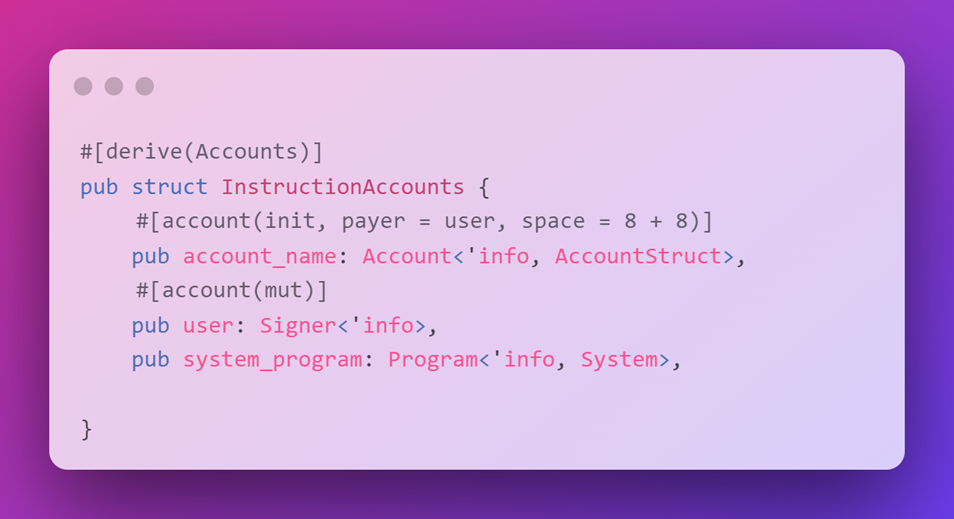 #[derive(Accounts)]
pub struct InstructionAccounts {
    #[account(init, payer = user, space = 8 + 8)]
    pub account_name: Account<'info, AccountStruct>,
    #[account(mut)]
    pub user: Signer<'info>,
    pub system_program: Program<'info, System>,
}